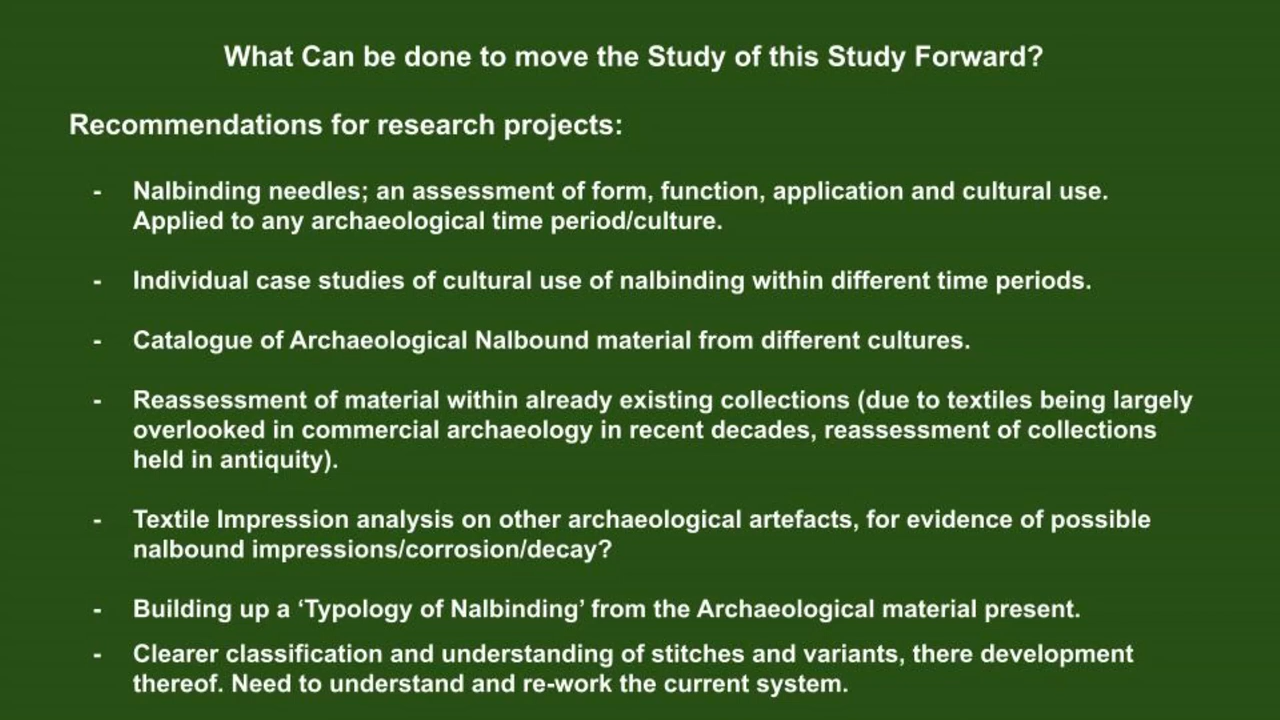 What Can be done to move the Study of this Study Forward?
Recommendations for research projects:
- Nalbinding needles; an assessment of form, function, application and cultural use.
Applied to any archaeological time period/culture.
- Individual case studies of cultural use of nalbinding within different time periods.
- Catalogue of Archaeological Nalbound material from different cultures.
- Reassessment of material within already existing collections (due to textiles being largely
overlooked in commercial archaeology in recent decades, reassessment of collections
held in antiquity).
- Textile Impression analysis on other archaeological artefacts, for evidence of possible
nalbound impressions/corrosion/decay?
- Building up a ‘Typology of Nalbinding’ from the Archaeological material present.
- Clearer classification and understanding of stitches and variants, there development
thereof. Need to understand and re-work the current system.